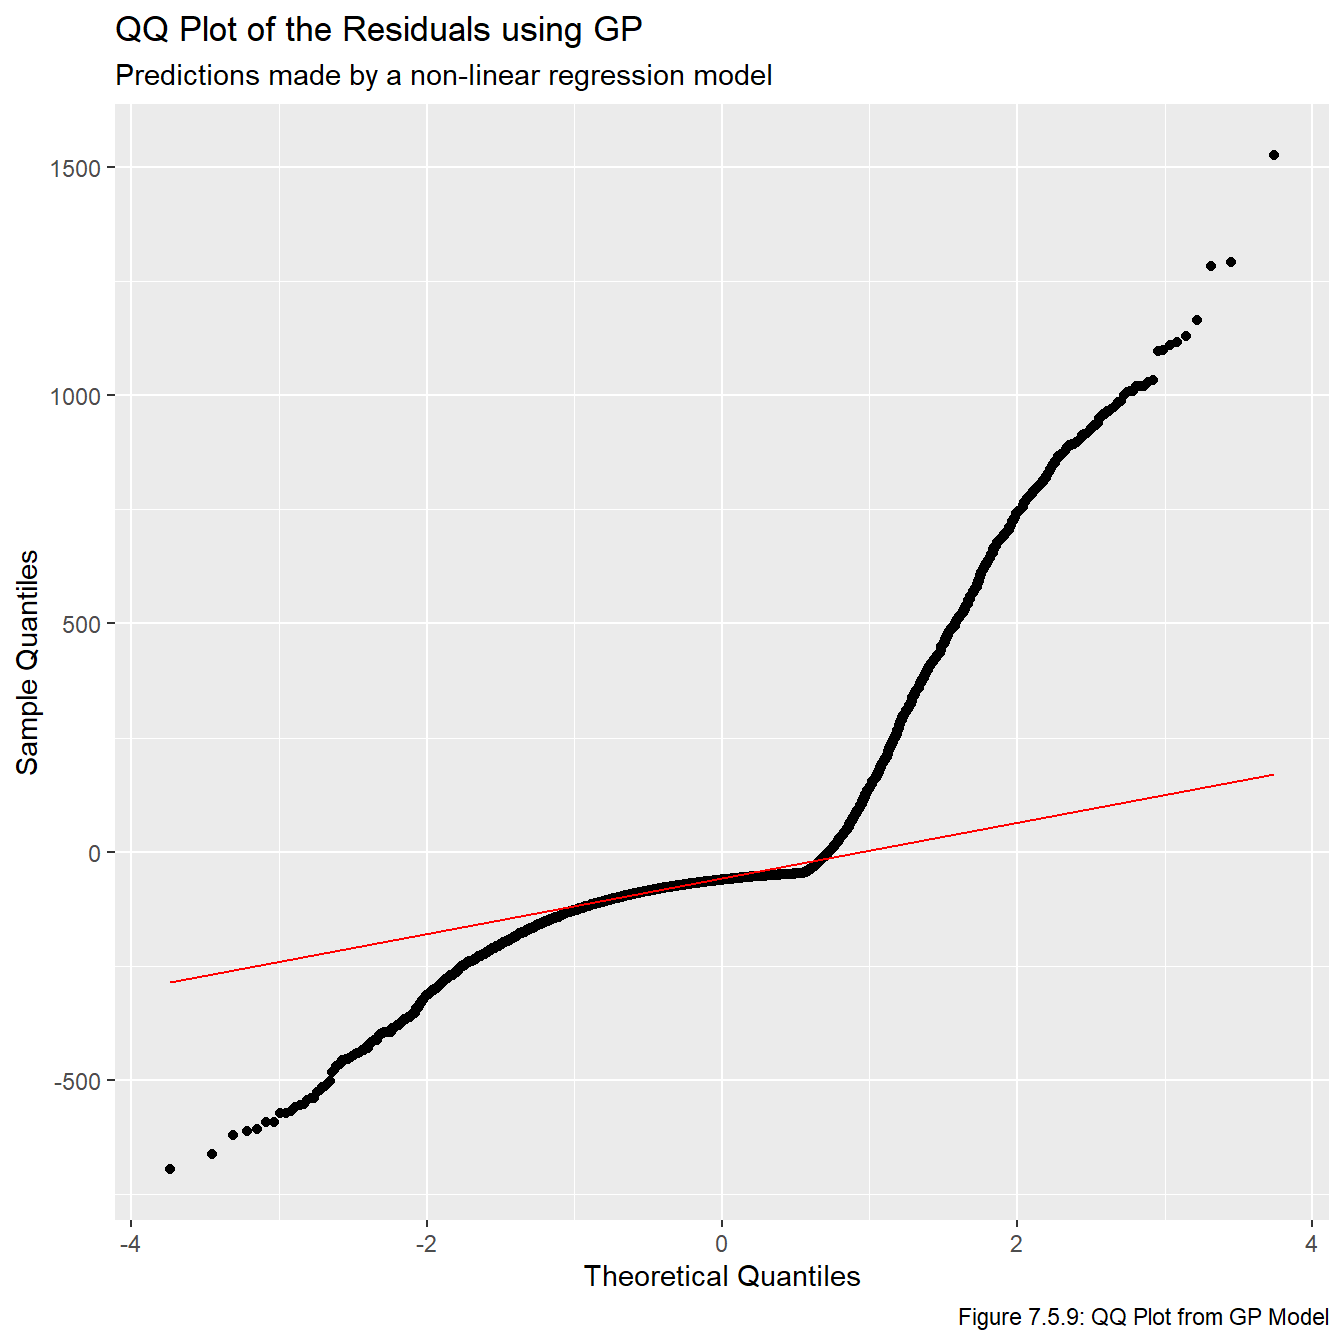 QQ Plot of the Residuals using GP
Predictions made by a non-linear regression model
1500
1000
500
0
-500
Sample Quantiles
-4
-2
0
2
4
Theoretical Quantiles
Figure 7.5.9: QQ Plot from GP Model